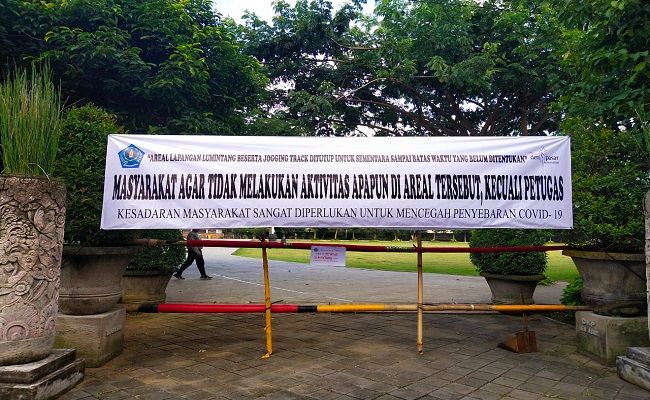 "AREAL LAPANGAN LUMINTANG BESERTA JOGGING TRACK DITUTUP UNTUK SEMENTARA SAMPAI BATAS WAKTU YANG BELUM DITENTUKAN"
MASYARAKAT AGAR TIDAK MELAKUKAN AKTIVITAS APAPUN DI AREAL TERSEBUT, KECUALI PETUGAS
KESADARAN MASYARAKAT SANGAT DIPERLUKAN UNTUK MENCEGAH PENYEBARAN COVID- 19